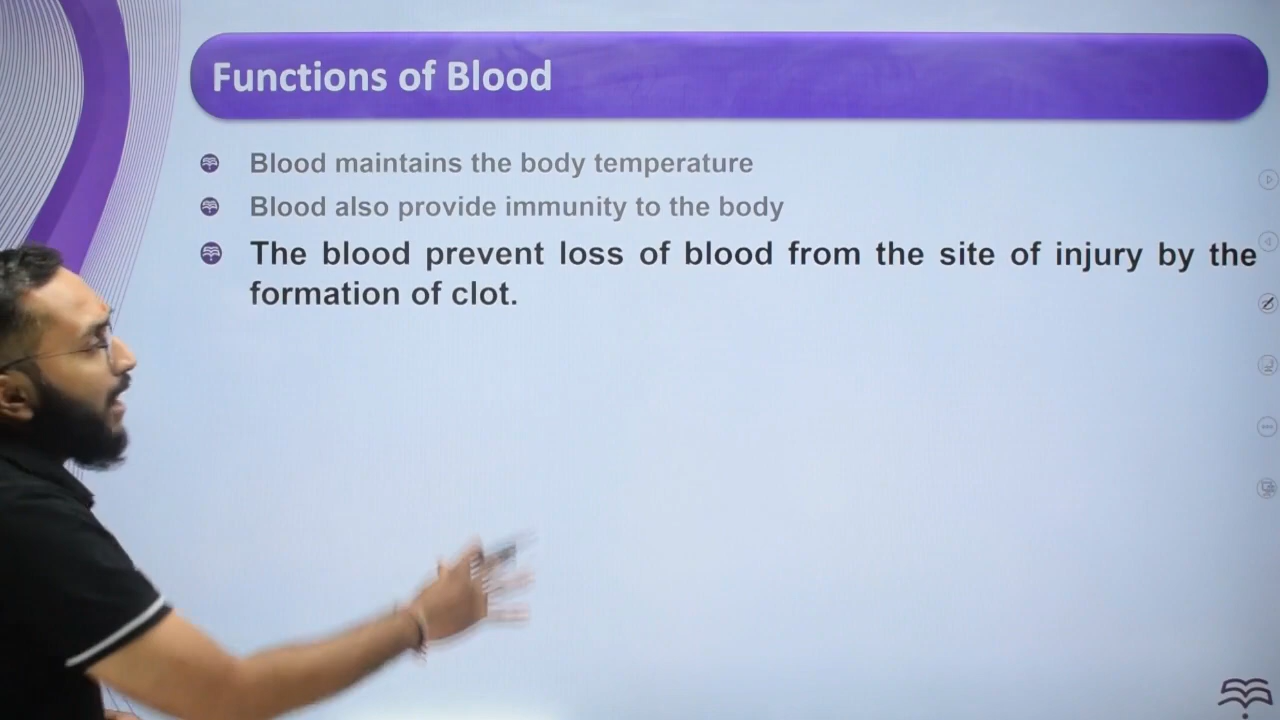 Functions of Blood
Blood maintains the body temperature
Blood also provide immunity to the body
The blood prevent loss of blood from the site of injury by the
formation of clot.